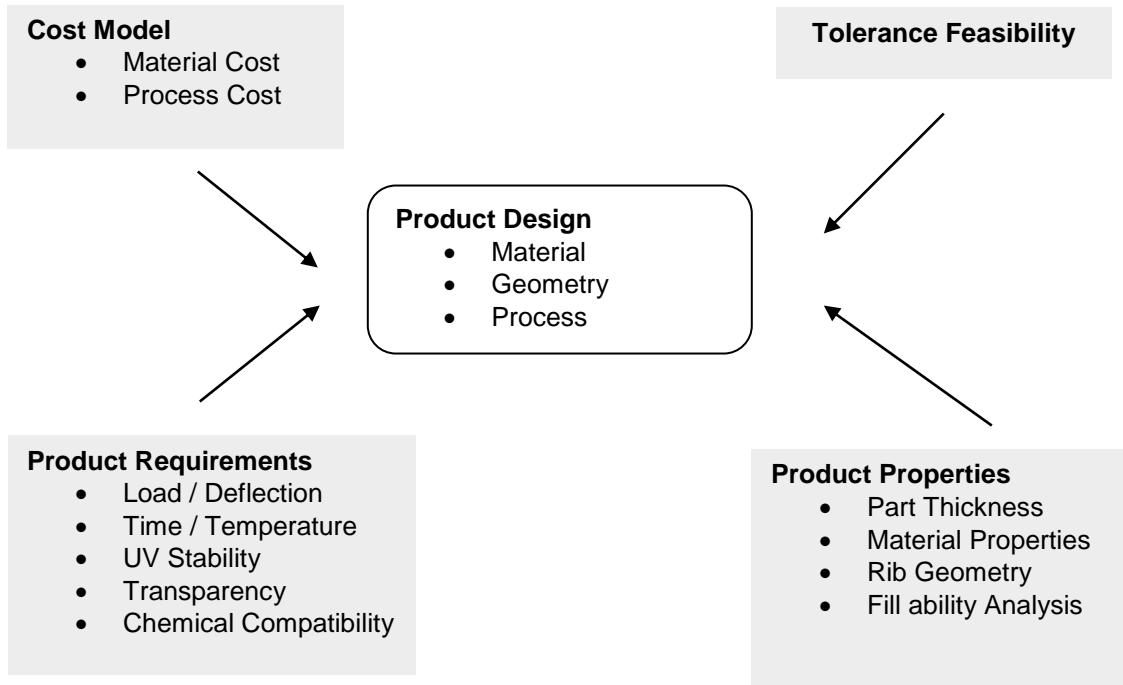 Cost Model
• Material Cost
• Process Cost
Tolerance Feasibility
Product Design
• Material
• Geometry
• Process
Product Requirements
• Load / Deflection
• Time / Temperature
• UV Stability
• Transparency
• Chemical Compatibility
Product Properties
• Part Thickness
• Material Properties
• Rib Geometry
• Fill ability Analysis